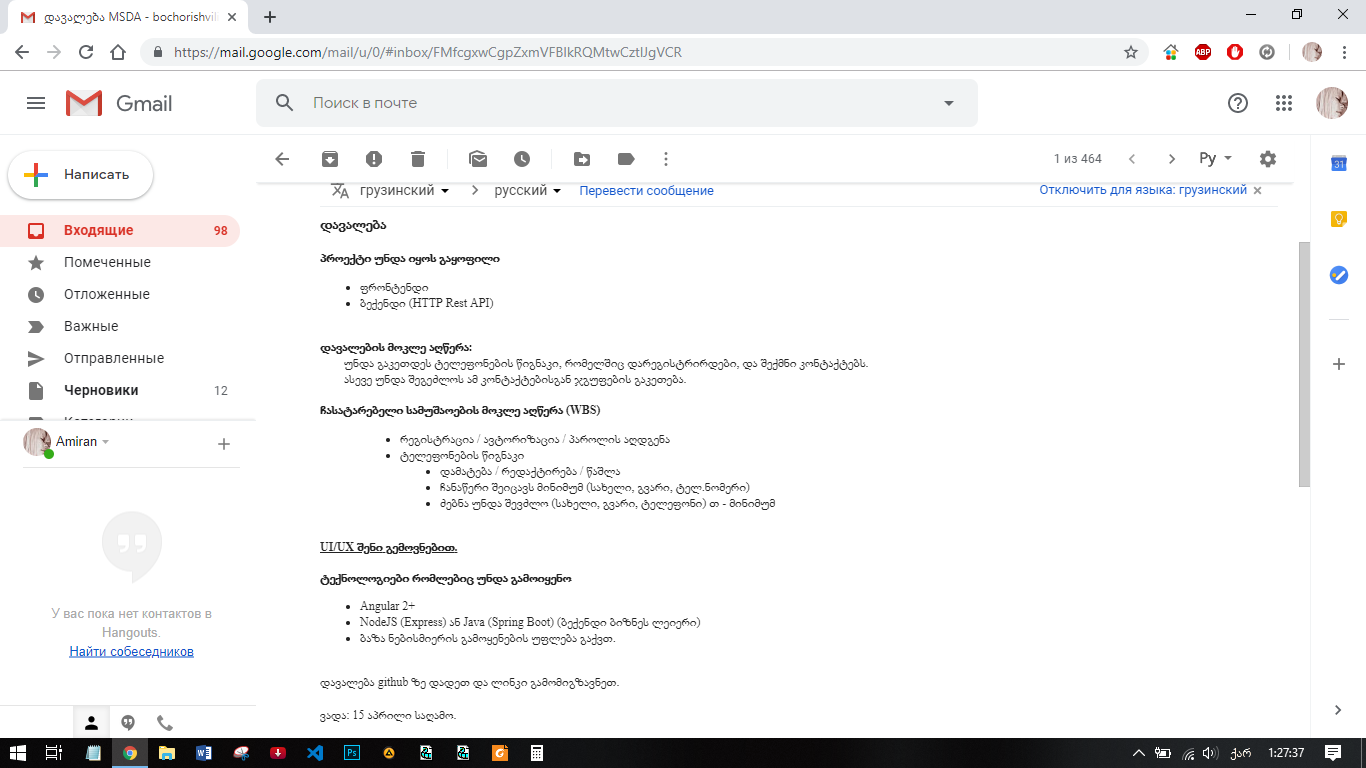 დავალება MSDA - bochorishvil
https://mail.google.com/mail/u/0/#inbox/FMfcgxwCgpZxmVFBlkRQMtwCztlJgVCR
ABP
Gmail
Поиск в почте
Написать
1 из 464
Ру
31
грузинский
русский
Перевести сообщение
Отключить для языка: грузинский
Входящие 98
Помеченные
Отложенные
Важные
Отправленные
Черновики 12
Категории
Amiran
У вас пока нет контактов в
Hangouts.
Найти собеседников
დავალება
პროექტი უნდა იყოს გაყოფილი
• ფრონტენდი
• ბექენდი (HTTP Rest API)
დავალების მოკლე აღწერა:
უნდა გაკეთდეს ტელეფონების წიგნაკი, რომელშიც დარეგისტრირდები, და შექმნი კონტაქტებს.
ასევე უნდა შეგეძლოს ამ კონტაქტებისგან ჯგუფების გაკეთება.
ჩასატარებელი სამუშაოების მოკლე აღწერა (WBS)
• რეგისტრაცია / ავტორიზაცია / პაროლის აღდგენა
• ტელეფონების წიგნაკი
• დამატება / რედაქტირება / წაშლა
• ჩანაწერი შეიცავს მინიმუმ (სახელი, გვარი, ტელ.ნომერი)
• ძებნა უნდა შევძლო (სახელი, გვარი, ტელეფონი) თ - მინიმუმ
UI/UX შენი გემოვნებით.
ტექნოლოგიები რომლებიც უნდა გამოიყენო
• Angular 2+
• NodeJS (Express) ან Java (Spring Boot) (ბექენდი ბიზნეს ლეიერი)
• ბაზა ნებისმიერის გამოყენების უფლება გაქვთ.
დავალება github ზე დადეთ და ლინკი გამომიგზავნეთ.
ვადა: 15 აპრილი საღამო.
ქარ
1:27:37